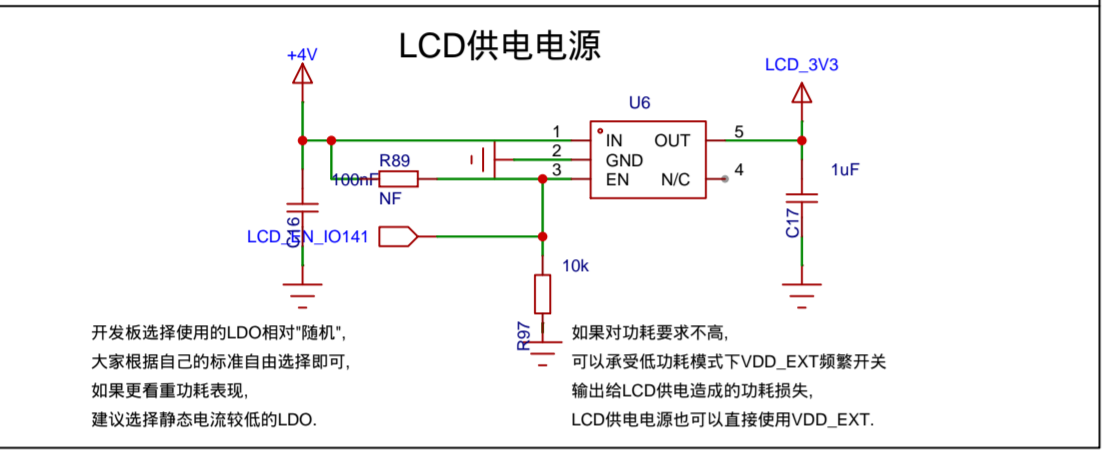 LCD供电电源
+4V
LCD_3V3
U6
1
IN
OUT
5
2
GND
3
EN
N/C
4
R89
100nF
NF
1uF
C16
LCD_EN_IO141
C17
10k
R97
开发板选择使用的LDO相对"随机",
大家根据自己的标准自由选择即可,
如果更看重功耗表现,
建议选择静态电流较低的LDO.
如果对功耗要求不高,
可以承受低功耗模式下VDD_EXT频繁开关
输出给LCD供电造成的功耗损失,
LCD供电电源也可以直接使用VDD_EXT.